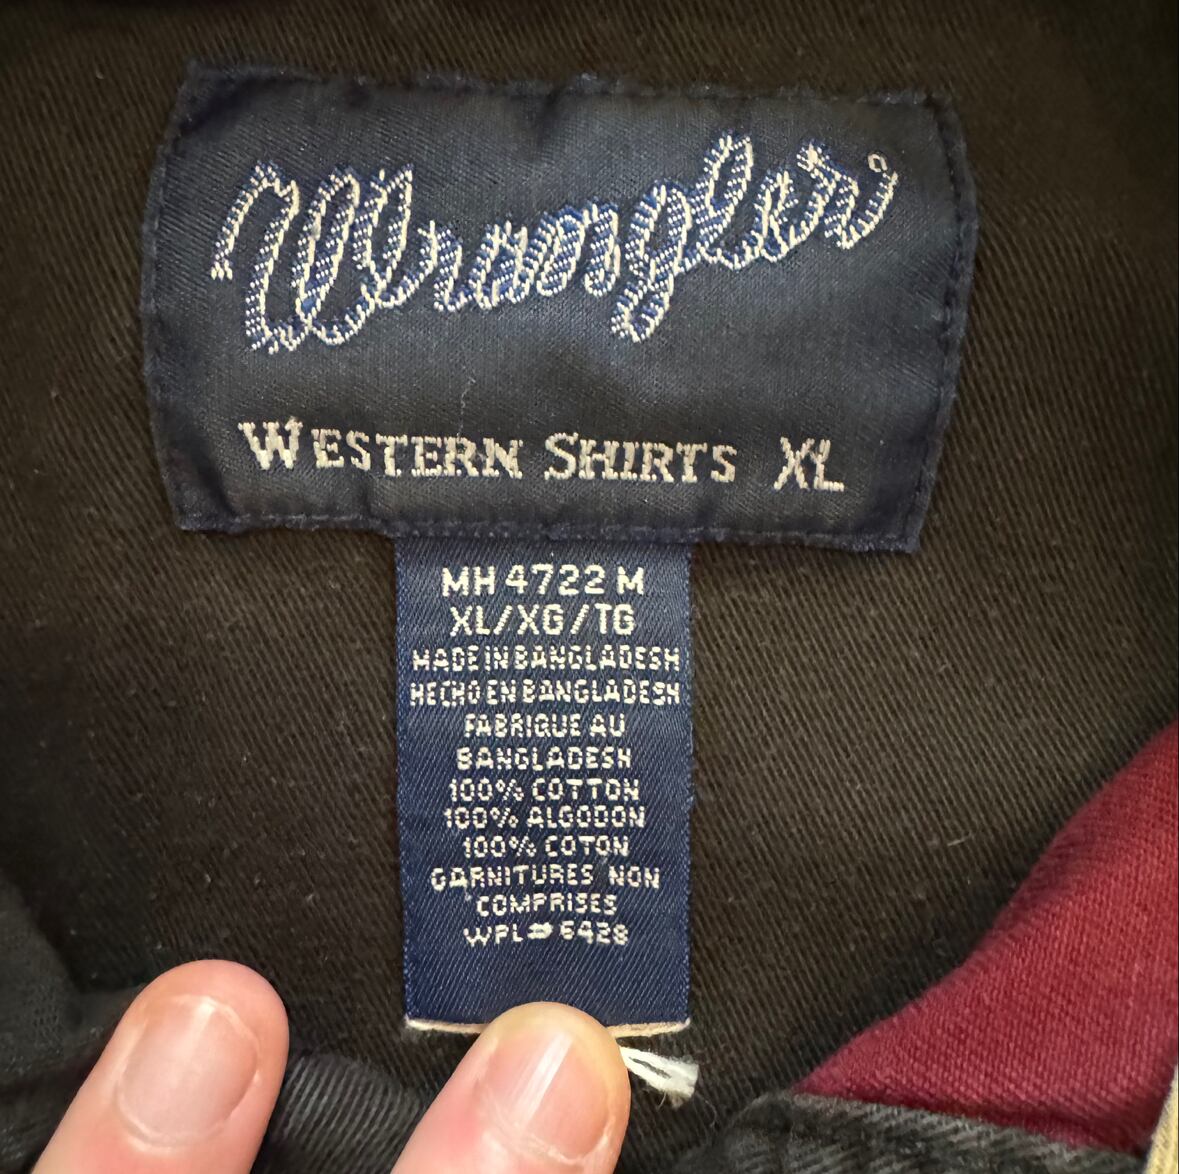 Wrangler
WESTERN SHIRTS XL
MH 4722 M
XL/XG/TG
MADE IN BANGLADESH
HECHO EN BANGLADESH
FABRIQUE AU
BANGLADESH
100% COTTON
100% ALGODON
100% COTON
GARNITURES NON
COMPRISES
WPL# 6428